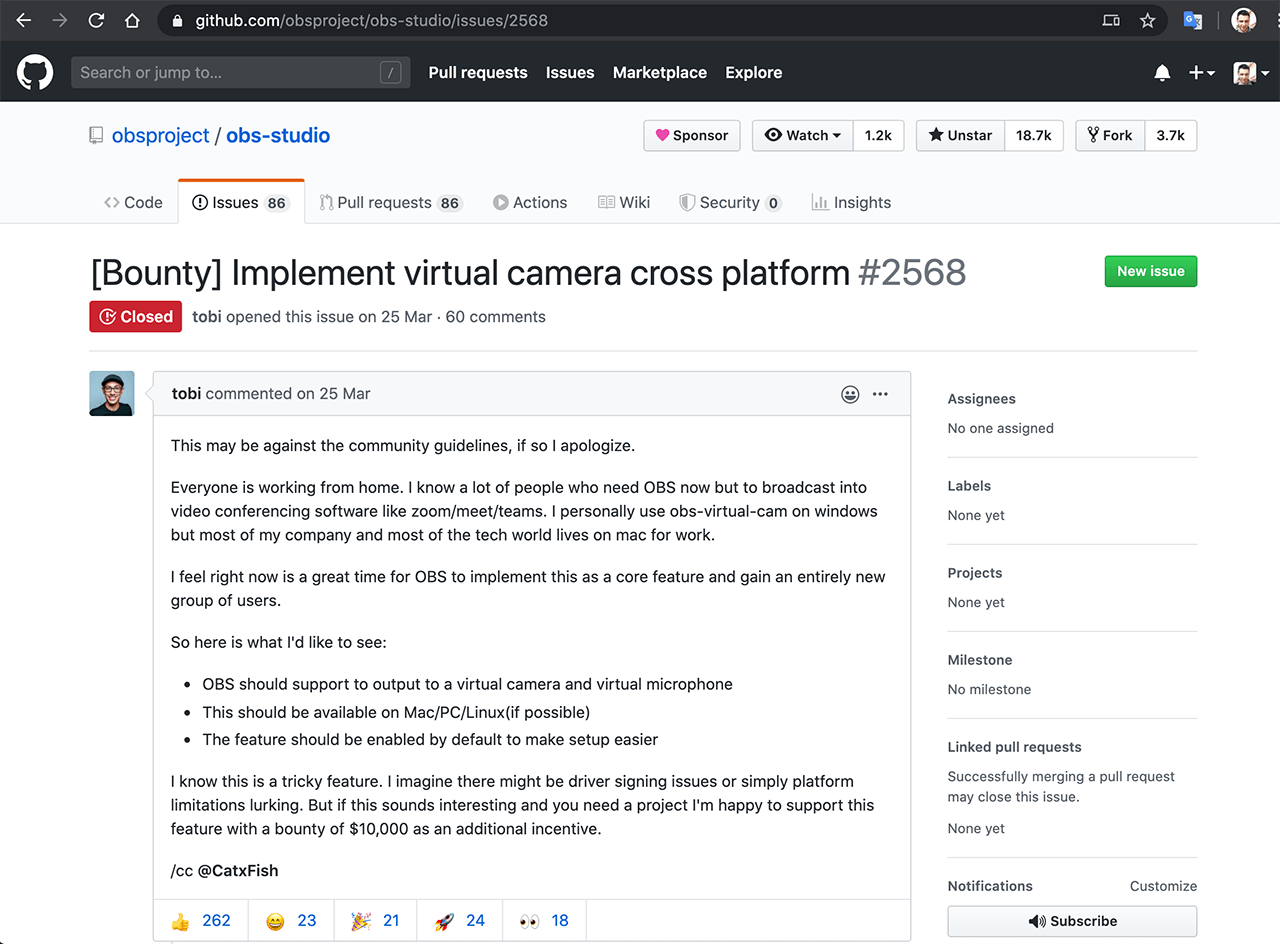 github.com/obsproject/obs-studio/issues/2568
Search or jump to... /
Pull requests Issues Marketplace Explore
obsproject / obs-studio
Sponsor Watch 1.2k Unstar 18.7k Fork 3.7k
Code Issues 86 Pull requests 86 Actions Wiki Security 0 Insights
[Bounty] Implement virtual camera cross platform #2568
New issue
Closed tobi opened this issue on 25 Mar · 60 comments
tobi commented on 25 Mar
This may be against the community guidelines, if so I apologize.
Everyone is working from home. I know a lot of people who need OBS now but to broadcast into
video conferencing software like zoom/meet/teams. I personally use obs-virtual-cam on windows
but most of my company and most of the tech world lives on mac for work.
I feel right now is a great time for OBS to implement this as a core feature and gain an entirely new
group of users.
So here is what I'd like to see:
• OBS should support to output to a virtual camera and virtual microphone
• This should be available on Mac/PC/Linux(if possible)
• The feature should be enabled by default to make setup easier
I know this is a tricky feature. I imagine there might be driver signing issues or simply platform
limitations lurking. But if this sounds interesting and you need a project I'm happy to support this
feature with a bounty of $10,000 as an additional incentive.
/cc @CatxFish
👍 262 😄 23 🎉 21 🚀 24 👀 18
Assignees
No one assigned
Labels
None yet
Projects
None yet
Milestone
No milestone
Linked pull requests
Successfully merging a pull request
may close this issue.
None yet
Notifications Customize
Subscribe